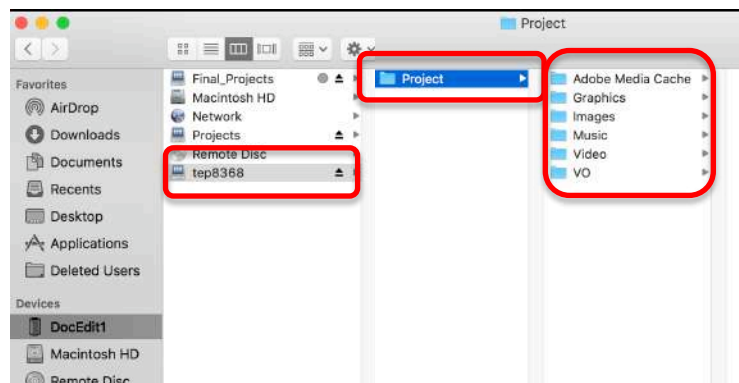 Project
Favorites
AirDrop
Downloads
Documents
Recents
Desktop
Applications
Deleted Users
Devices
DocEdit1
Macintosh HD
Remote Disc
Final_Projects
Macintosh HD
Network
Projects
Remote Disc
tep8368
Project
Adobe Media Cache
Graphics
Images
Music
Video
VO